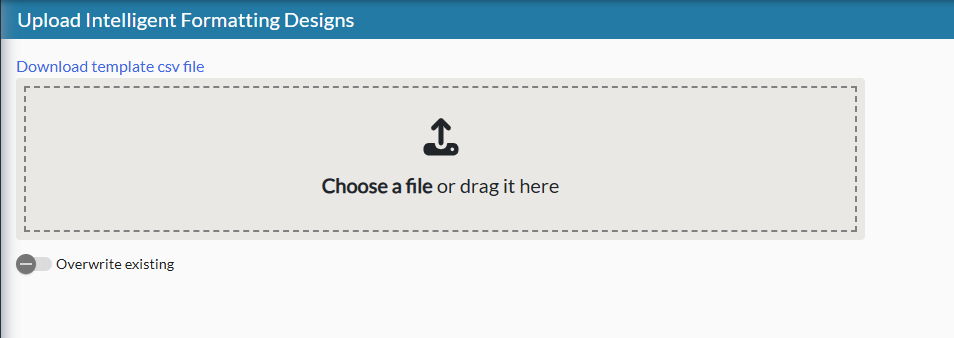 Upload Intelligent Formatting Designs
Download template csv file
Choose a file or drag it here
Overwrite existing